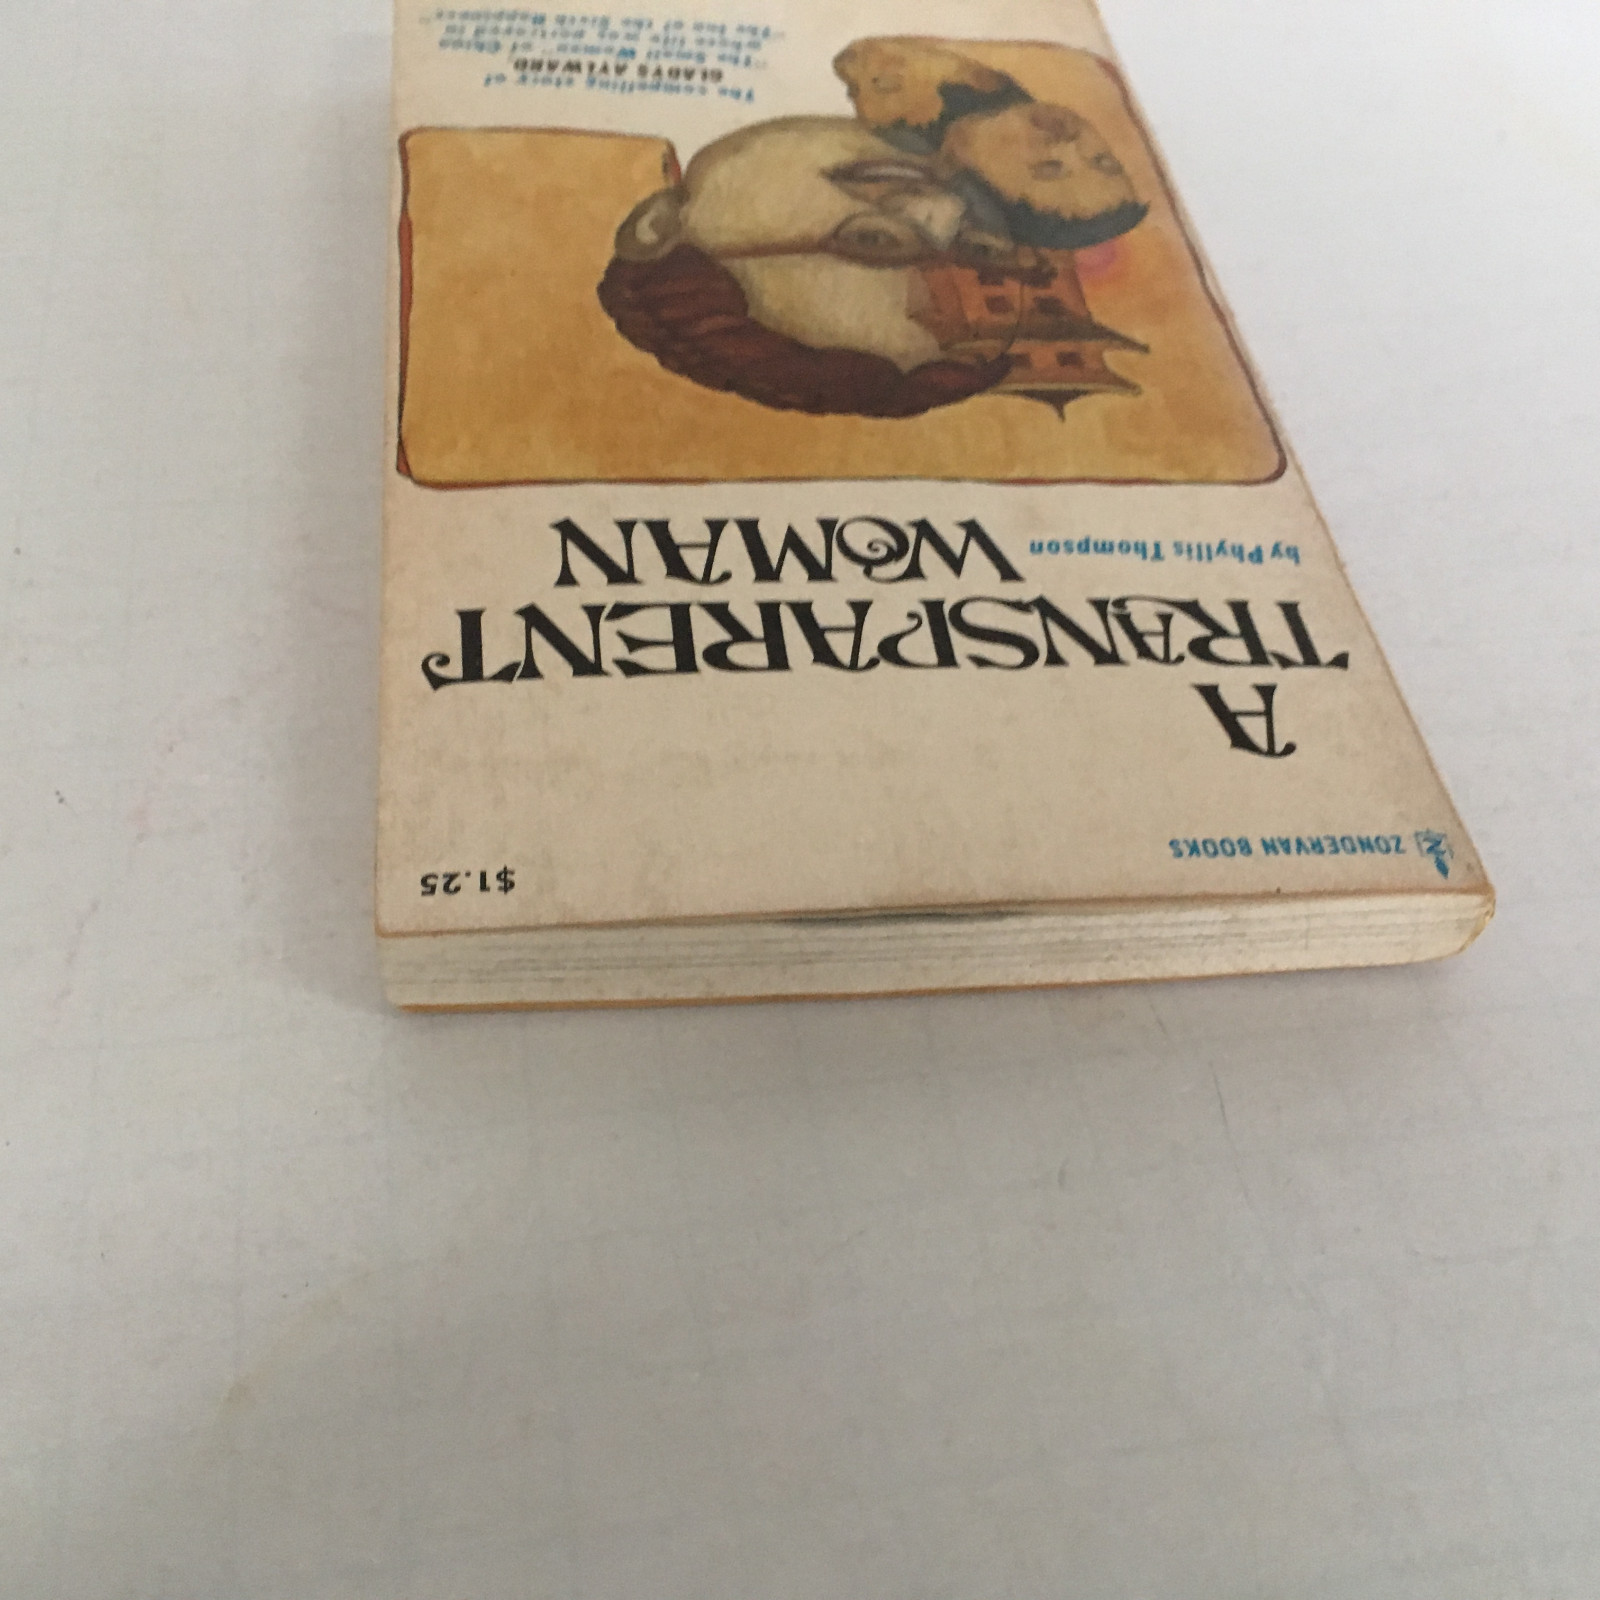 ZONDERVAN BOOKS
$1.25
A
TRANSPARENT
WOMAN
by Phyllis Thompson
The compelling story of
GLADYS AYLWARD,
"The Small Woman" of China
whose life was portrayed in
"The Inn of the Sixth Happiness"